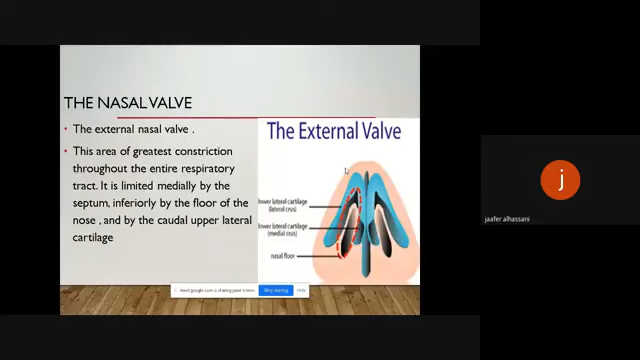 THE NASAL VALVE
• The external nasal valve .
• This area of greatest constriction
throughout the entire respiratory
tract. It is limited medially by the
septum, inferiorly by the floor of the
nose , and by the caudal upper lateral
cartilage
The External Valve
lower lateral cartilage
(lateral crus)
lower lateral cartilage
(medial crus)
nasal floor
meet.google.com is sharing your screen.
Stop sharing
Hide
j
jaafer alhassani